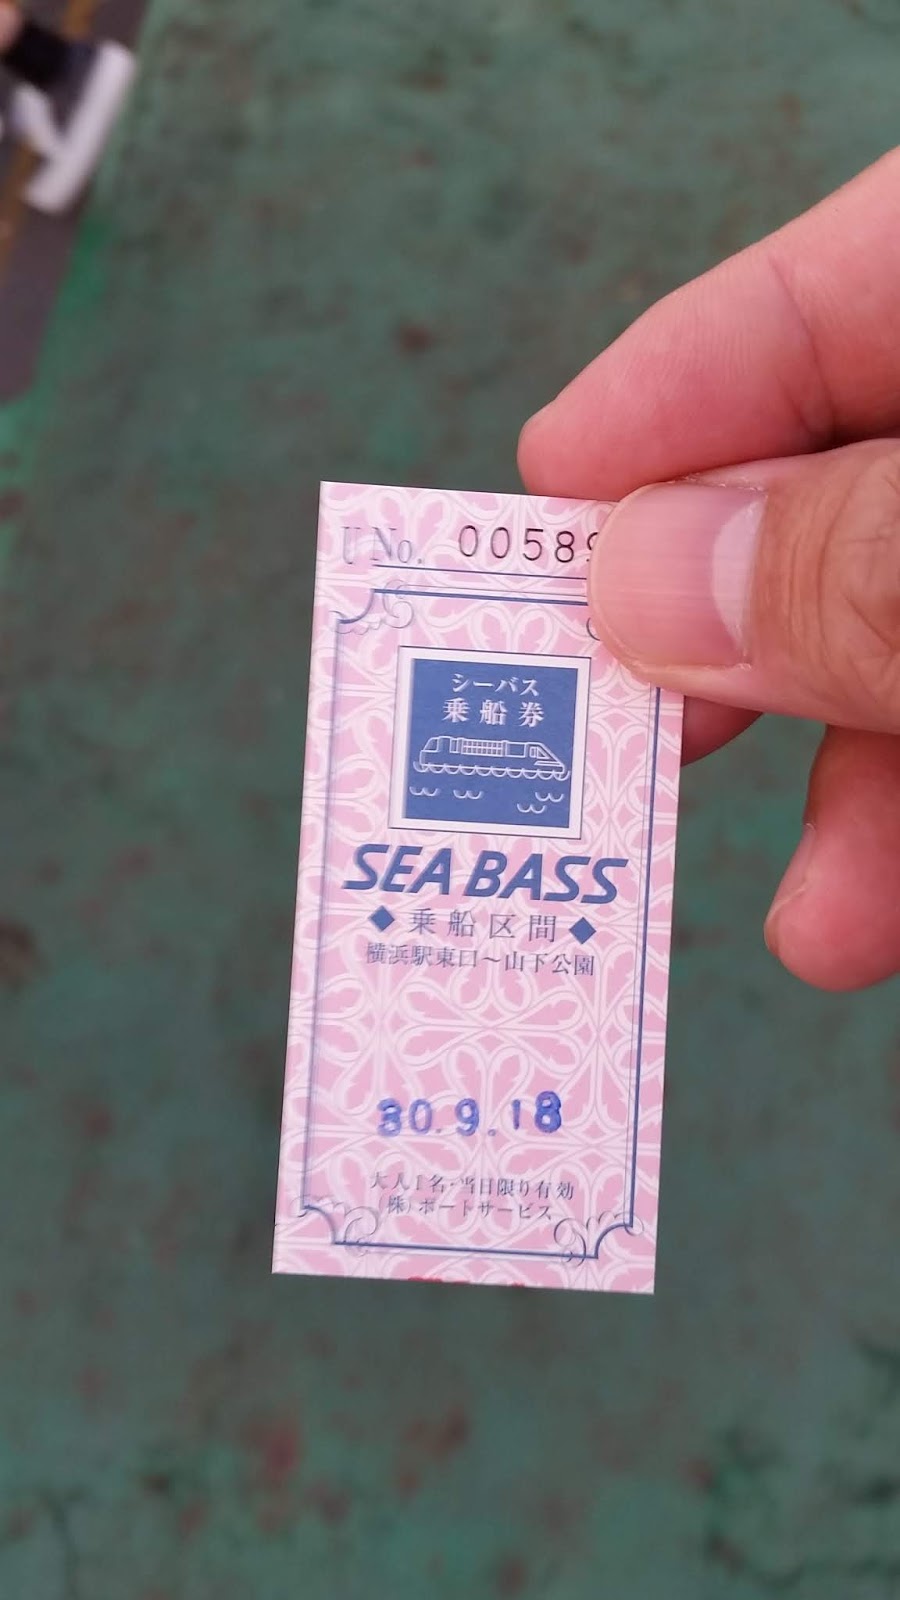 U No. 00589
シーバス
乗船券
SEA BASS
◆乗船区間◆
横浜駅東口〜山下公園
30.9.18
大人1名・当日限り有効
(株)ポートサービス